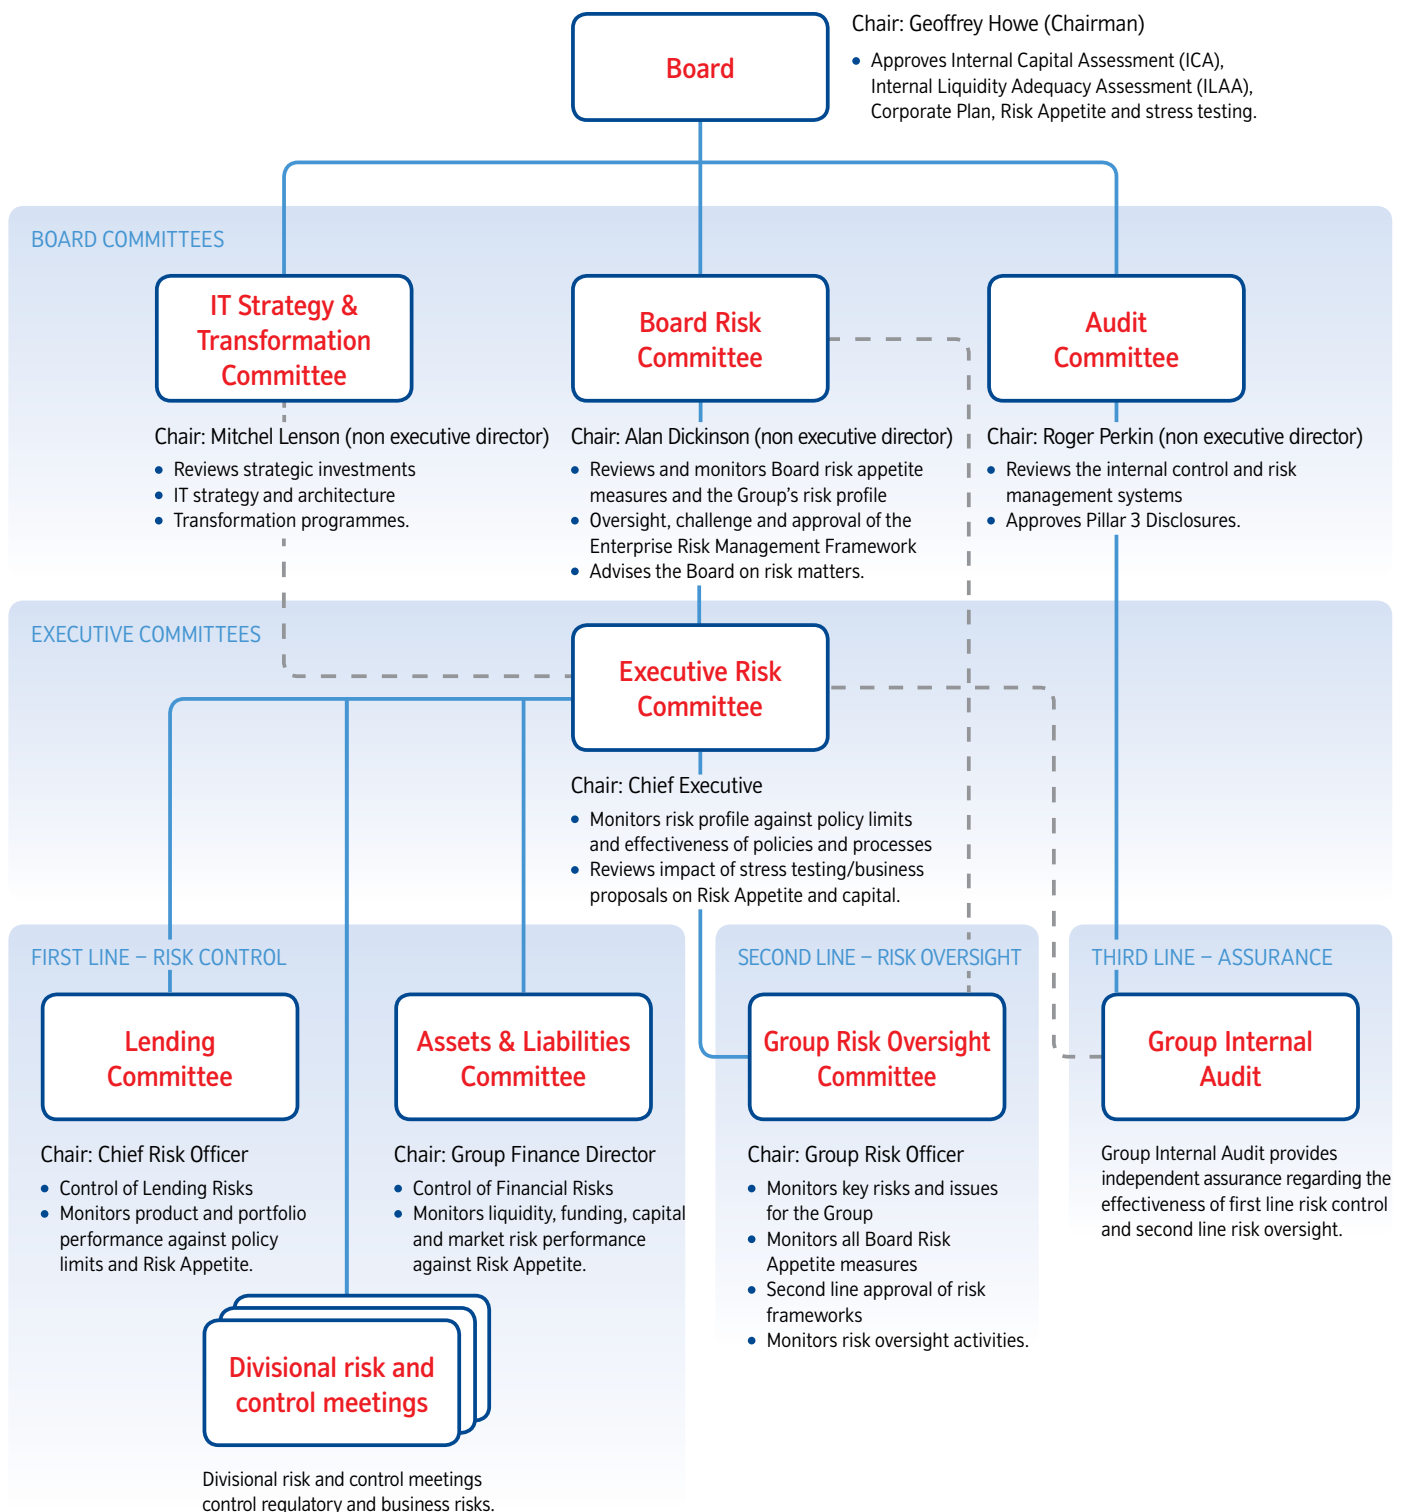 Board
Chair: Geoffrey Howe (Chairman)
• Approves Internal Capital Assessment (ICA),
Internal Liquidity Adequacy Assessment (ILAA),
Corporate Plan, Risk Appetite and stress testing.
BOARD COMMITTEES
IT Strategy &
Transformation
Committee
Chair: Mitchel Lenson (non executive director)
• Reviews strategic investments
• IT strategy and architecture
• Transformation programmes.
Board Risk
Committee
Chair: Alan Dickinson (non executive director)
• Reviews and monitors Board risk appetite
measures and the Group's risk profile
• Oversight, challenge and approval of the
Enterprise Risk Management Framework
• Advises the Board on risk matters.
Audit
Committee
Chair: Roger Perkin (non executive director)
• Reviews the internal control and risk
management systems
• Approves Pillar 3 Disclosures.
EXECUTIVE COMMITTEES
Executive Risk
Committee
Chair: Chief Executive
• Monitors risk profile against policy limits
and effectiveness of policies and processes
• Reviews impact of stress testing/business
proposals on Risk Appetite and capital.
FIRST LINE – RISK CONTROL
Lending
Committee
Chair: Chief Risk Officer
• Control of Lending Risks
• Monitors product and portfolio
performance against policy
limits and Risk Appetite.
Assets & Liabilities
Committee
Chair: Group Finance Director
• Control of Financial Risks
• Monitors liquidity, funding, capital
and market risk performance
against Risk Appetite.
Divisional risk and
control meetings
Divisional risk and control meetings
control regulatory and business risks.
SECOND LINE – RISK OVERSIGHT
Group Risk Oversight
Committee
Chair: Group Risk Officer
• Monitors key risks and issues
for the Group
• Monitors all Board Risk
Appetite measures
• Second line approval of risk
frameworks
• Monitors risk oversight activities.
THIRD LINE – ASSURANCE
Group Internal
Audit
Group Internal Audit provides
independent assurance regarding the
effectiveness of first line risk control
and second line risk oversight.